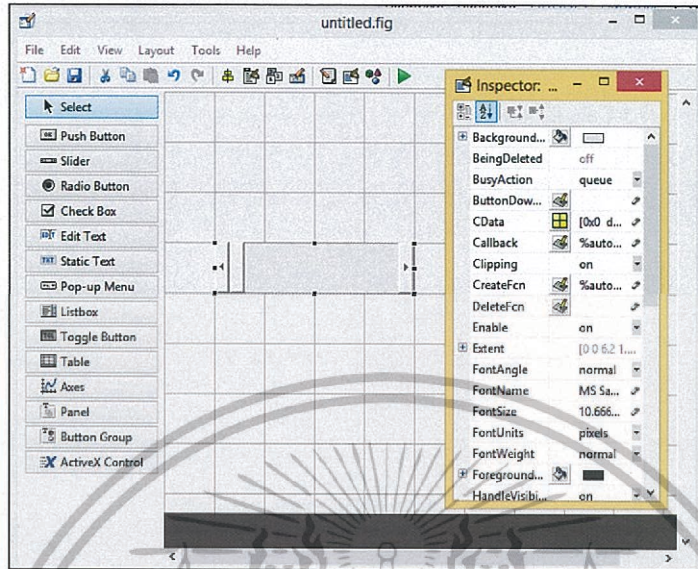 untitled.fig
File Edit View Layout Tools Help
Select
Push Button
Slider
Radio Button
Check Box
Edit Text
Static Text
Pop-up Menu
Listbox
Toggle Button
Table
Axes
Panel
Button Group
ActiveX Control
Inspector: ...
Background...
BeingDeleted off
BusyAction queue
ButtonDow...
CData [0x0 d...
Callback %auto...
Clipping on
CreateFcn %auto...
DeleteFcn
Enable on
Extent [0 0 6.2 1....
FontAngle normal
FontName MS Sa...
FontSize 10.666...
FontUnits pixels
FontWeight normal
Foreground...
HandleVisibi... on